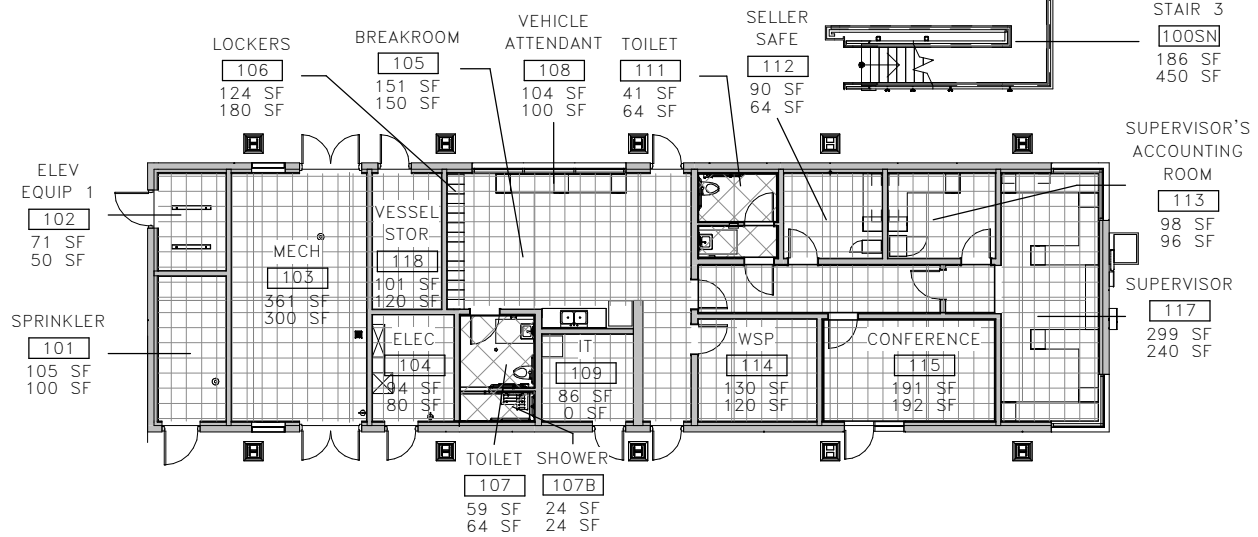 STAIR 3
100SN
186 SF
450 SF
LOCKERS
106
124 SF
180 SF
BREAKROOM
105
151 SF
150 SF
VEHICLE
ATTENDANT
108
104 SF
100 SF
TOILET
111
41 SF
64 SF
SELLER
SAFE
112
90 SF
64 SF
SUPERVISOR'S
ACCOUNTING
ROOM
113
98 SF
96 SF
ELEV
EQUIP 1
102
71 SF
50 SF
MECH
103
361 SF
300 SF
VESSEL
STOR
118
101 SF
120 SF
SUPERVISOR
117
299 SF
240 SF
SPRINKLER
101
105 SF
100 SF
ELEC
104
94 SF
80 SF
IT
109
86 SF
0 SF
WSP
114
130 SF
120 SF
CONFERENCE
115
191 SF
192 SF
TOILET
107
59 SF
64 SF
SHOWER
107B
24 SF
24 SF